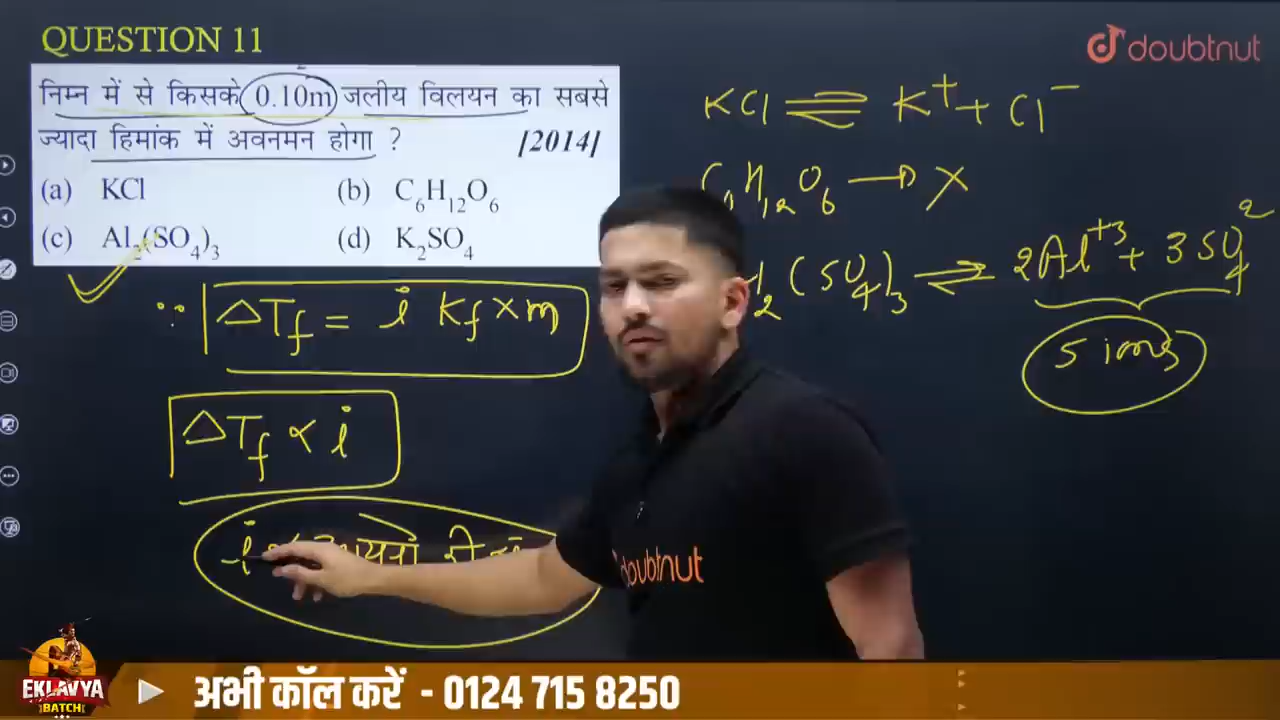 QUESTION 11
doubtnut
निम्न में से किसके 0.10m जलीय विलयन का सबसे
ज्यादा हिमांक में अवनमन होगा ? [2014]
(a) KCl (b) C6H12O6
(c) Al2(SO4)3 (d) K2SO4
KCl ⇌ K+ + Cl−
O6 → X
2 (SO4)3 ⇌ 2Al+3 + 3SO4 2
5 ions
∵ ΔTf = i Kf × m
ΔTf ∝ i
i
doubtnut
EKLAVYA
BATCH
अभी कॉल करें - 0124 715 8250